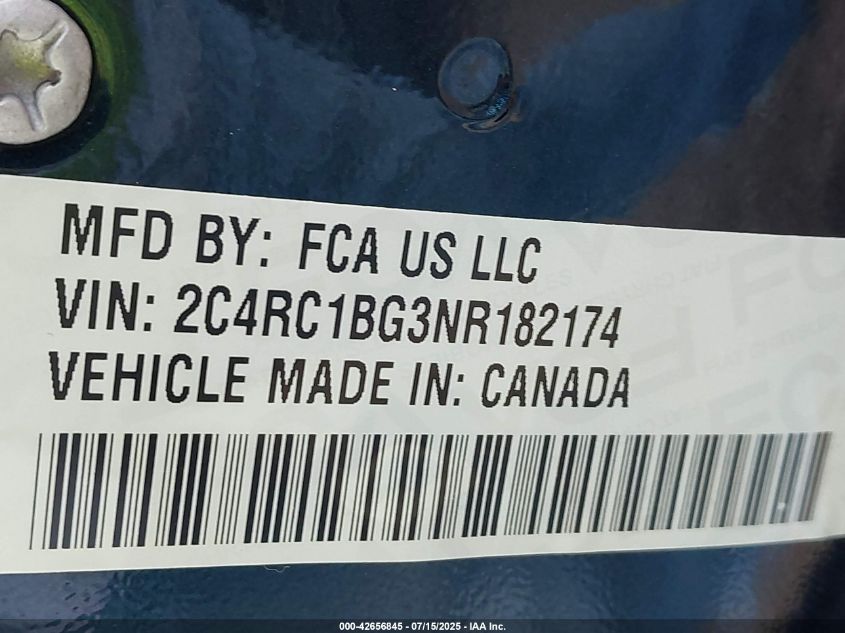 MFD BY: FCA US LLC
VIN: 2C4RC1BG3NR182174
VEHICLE MADE IN: CANADA
000-42656845 - 07/15/2025 - IAA Inc.